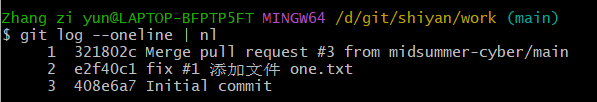 Zhang zi yun@LAPTOP-BFPTP5FT MINGW64 /d/git/shiyan/work (main)
$ git log --oneline | nl
1 321802c Merge pull request #3 from midsummer-cyber/main
2 e2f40c1 fix #1 添加文件 one.txt
3 408e6a7 Initial commit